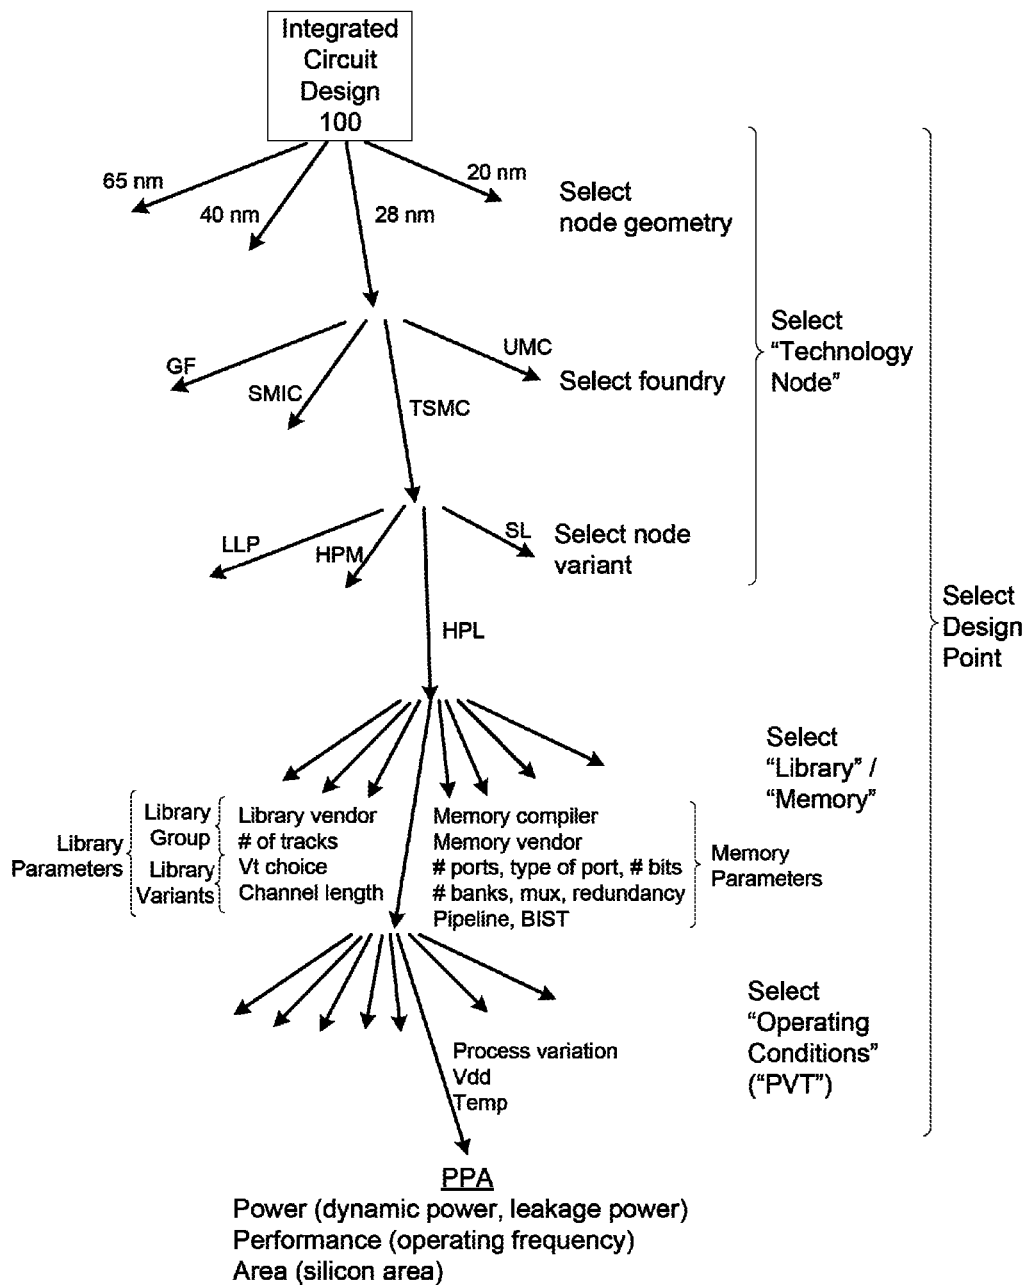 Integrated
Circuit
Design
100
65 nm
40 nm
28 nm
20 nm
Select
node geometry
GF
SMIC
TSMC
UMC
Select foundry
Select
“Technology
Node”
LLP
HPM
SL
Select node
variant
HPL
Select
Design
Point
Select
“Library” /
“Memory”
Library
Parameters
Library
Group
Library
Variants
Library vendor
# of tracks
Vt choice
Channel length
Memory compiler
Memory vendor
# ports, type of port, # bits
# banks, mux, redundancy
Pipeline, BIST
Memory
Parameters
Select
“Operating
Conditions”
(“PVT”)
Process variation
Vdd
Temp
PPA
Power (dynamic power, leakage power)
Performance (operating frequency)
Area (silicon area)